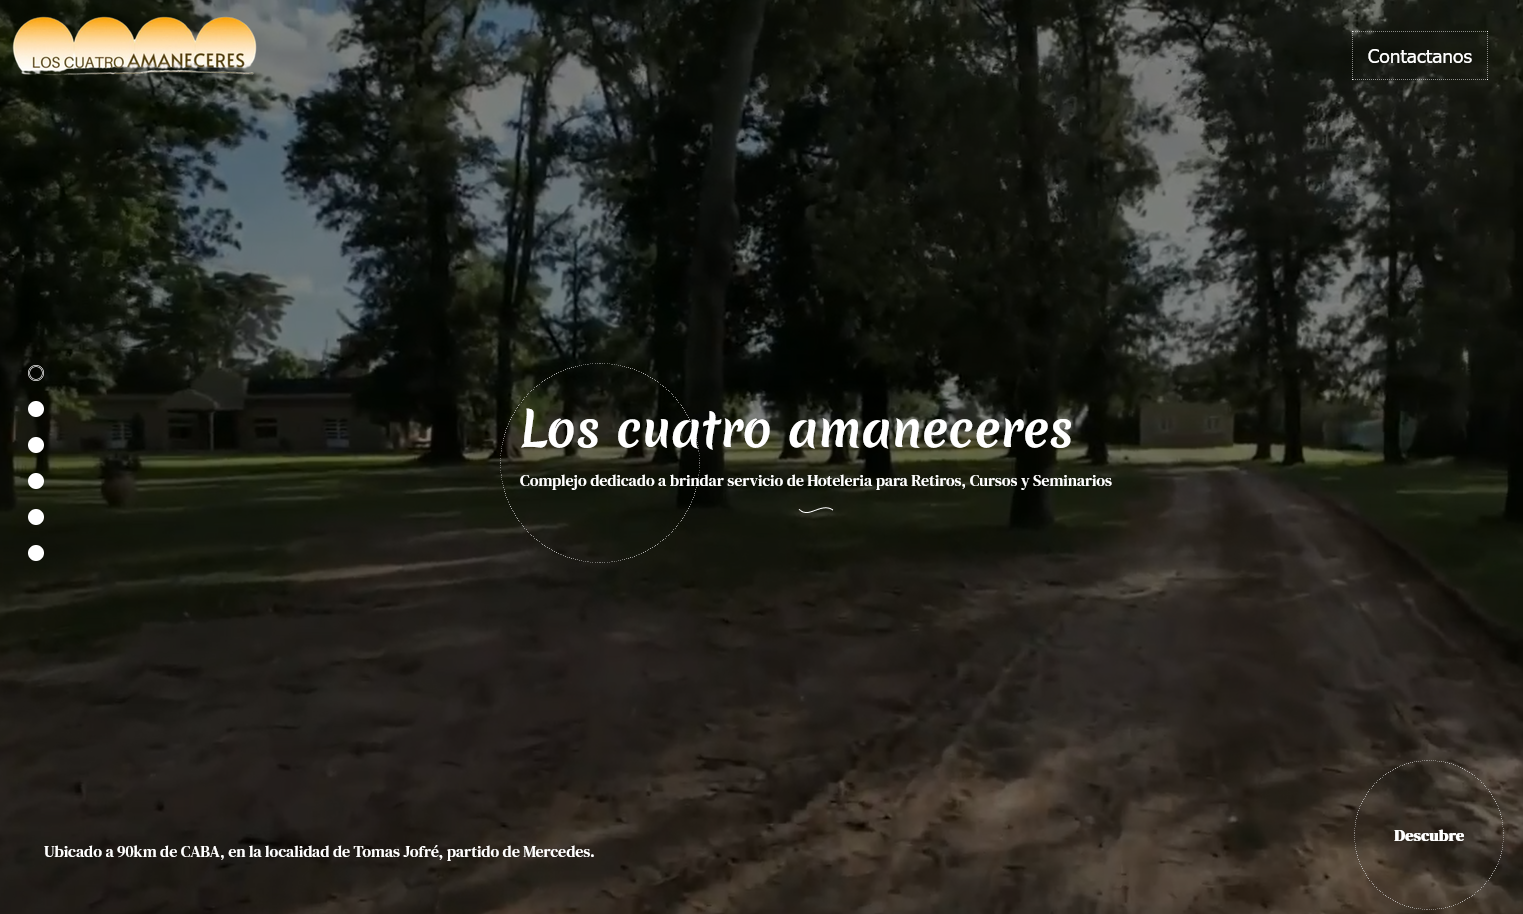 LOS CUATRO AMANECERES
Contactanos
Los cuatro amaneceres
Complejo dedicado a brindar servicio de Hoteleria para Retiros, Cursos y Seminarios
Descubre
Ubicado a 90km de CABA, en la localidad de Tomas Jofré, partido de Mercedes.